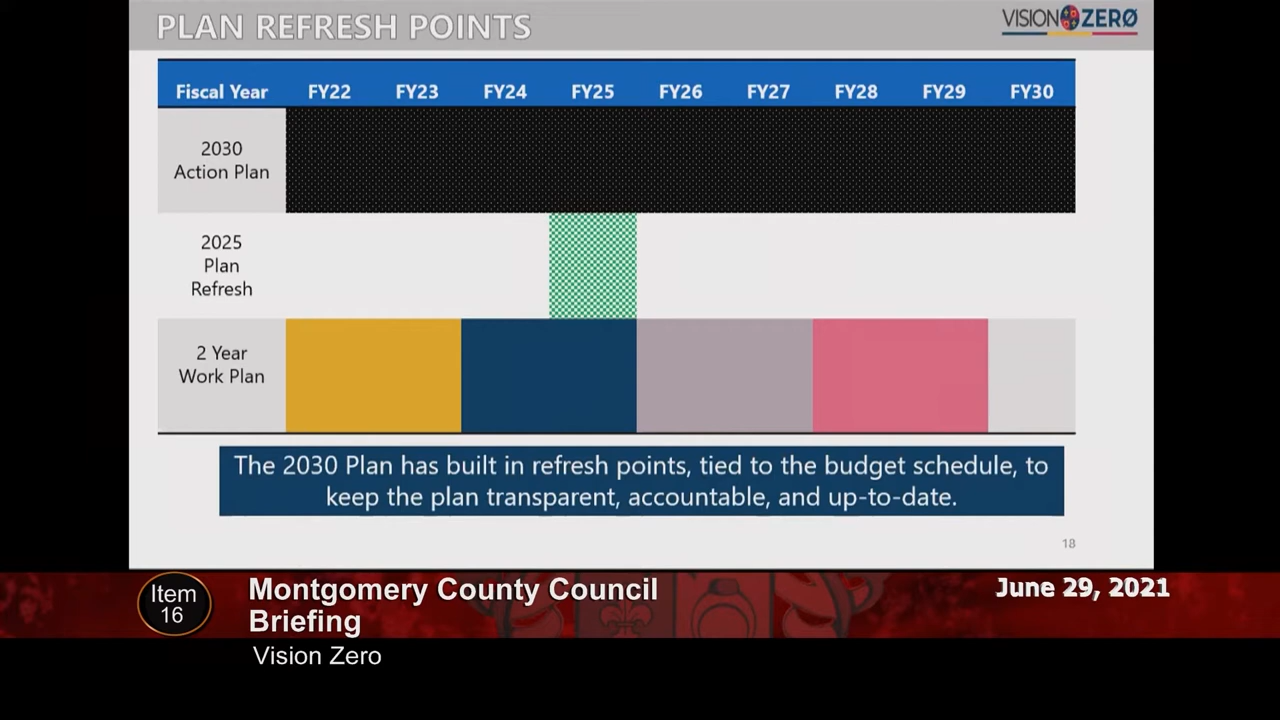 PLAN REFRESH POINTS
VISION ZERO
Fiscal Year FY22 FY23 FY24 FY25 FY26 FY27 FY28 FY29 FY30
2030
Action Plan
2025
Plan
Refresh
2 Year
Work Plan
The 2030 Plan has built in refresh points, tied to the budget schedule, to
keep the plan transparent, accountable, and up-to-date.
18
Item
16
Montgomery County Council
Briefing
Vision Zero
June 29, 2021